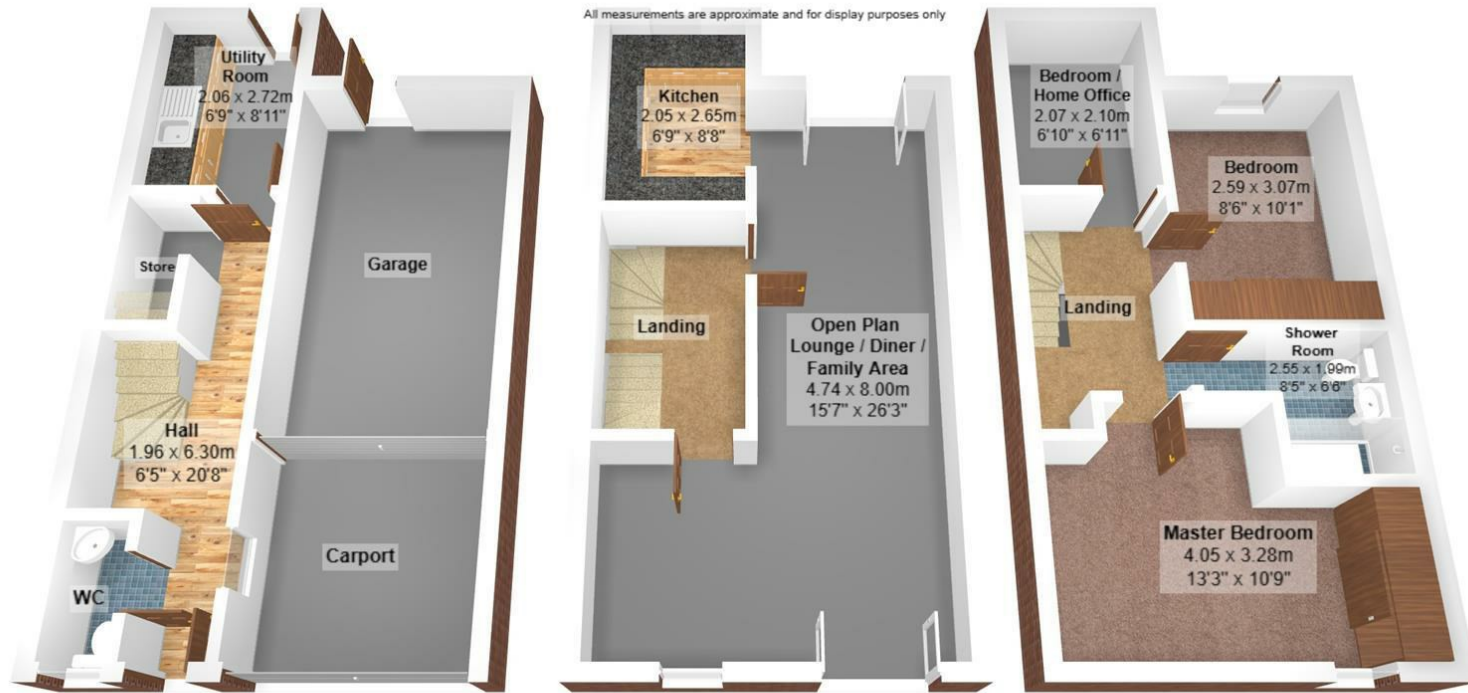 All measurements are approximate and for display purposes only
Utility
Room
2.06 x 2.72m
6'9" x 8'11"
Store
Garage
Hall
1.96 x 6.30m
6'5" x 20'8"
Carport
WC
Kitchen
2.05 x 2.65m
6'9" x 8'8"
Landing
Open Plan
Lounge / Diner /
Family Area
4.74 x 8.00m
15'7" x 26'3"
Bedroom /
Home Office
2.07 x 2.10m
6'10" x 6'11"
Bedroom
2.59 x 3.07m
8'6" x 10'1"
Landing
Shower
Room
2.55 x 1.99m
8'5" x 6'6"
Master Bedroom
4.05 x 3.28m
13'3" x 10'9"